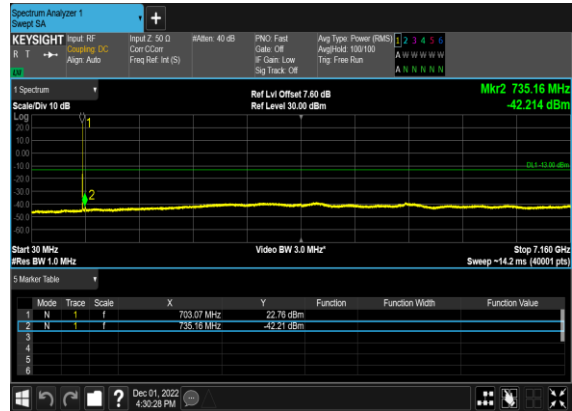 Spectrum Analyzer 1
Swept SA
+
KEYSIGHT
R T
Input: RF
Coupling: DC
Align: Auto
Input Z: 50 Ω
Corr CCorr
Freq Ref: Int (S)
#Atten: 40 dB
PNO: Fast
Gate: Off
IF Gain: Low
Sig Track: Off
Avg Type: Power (RMS)
Avg|Hold: 100/100
Trig: Free Run
1 2 3 4 5 6
A W W W W W
A N N N N N
1 Spectrum
Scale/Div 10 dB
Ref Lvl Offset 7.60 dB
Ref Level 30.00 dBm
Mkr2 735.16 MHz
-42.214 dBm
Log
20.0
10.0
0.00
-10.0
-20.0
-30.0
-40.0
-50.0
-60.0
1
2
DL1 -13.00 dBm
Start 30 MHz
#Res BW 1.0 MHz
Video BW 3.0 MHz*
Stop 7.160 GHz
Sweep ~14.2 ms (40001 pts)
5 Marker Table
Mode Trace Scale X Y Function Function Width Function Value
1 N 1 f 703.07 MHz 22.76 dBm
2 N 1 f 735.16 MHz -42.21 dBm
3
4
5
6
?
Dec 01, 2022
4:30:28 PM